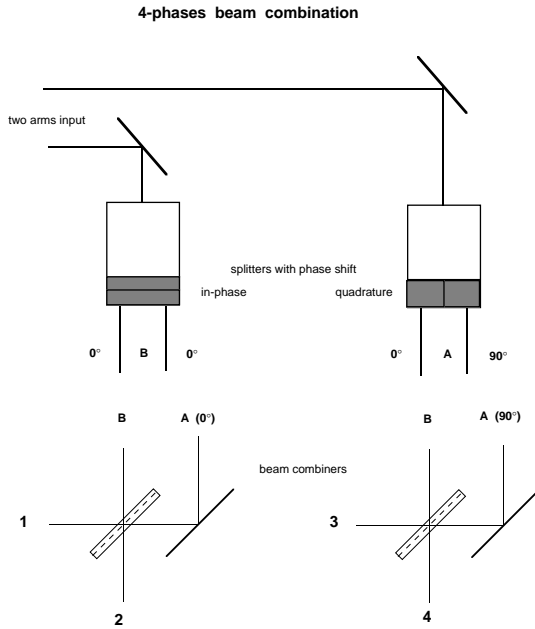 4-phases beam combination
two arms input
splitters with phase shift
in-phase quadrature
0° B 0° 0° A 90°
B A (0°) B A (90°)
beam combiners
1 3
2 4